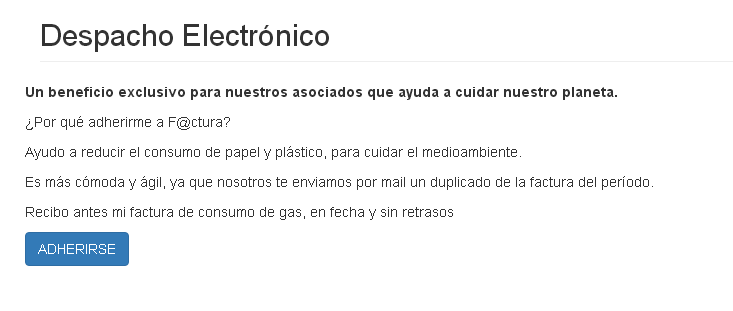 Despacho Electrónico
Un beneficio exclusivo para nuestros asociados que ayuda a cuidar nuestro planeta.
¿Por qué adherirme a F@ctura?
Ayudo a reducir el consumo de papel y plástico, para cuidar el medioambiente.
Es más cómoda y ágil, ya que nosotros te enviamos por mail un duplicado de la factura del período.
Recibo antes mi factura de consumo de gas, en fecha y sin retrasos
ADHERIRSE